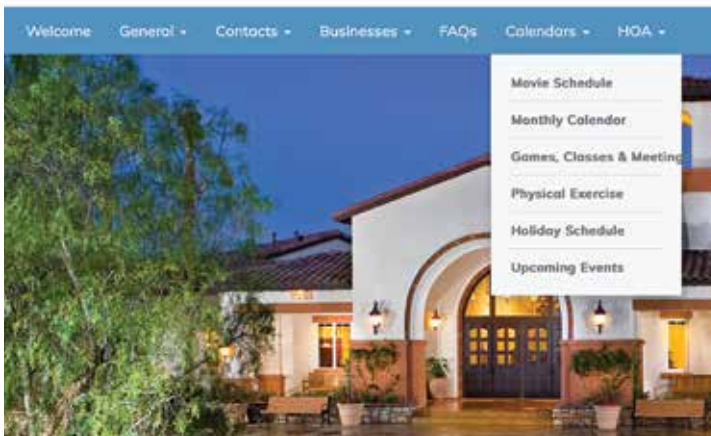 Welcome General Contacts Businesses FAQs Calendars HOA
Movie Schedule
Monthly Calendar
Games, Classes & Meeting
Physical Exercise
Holiday Schedule
Upcoming Events